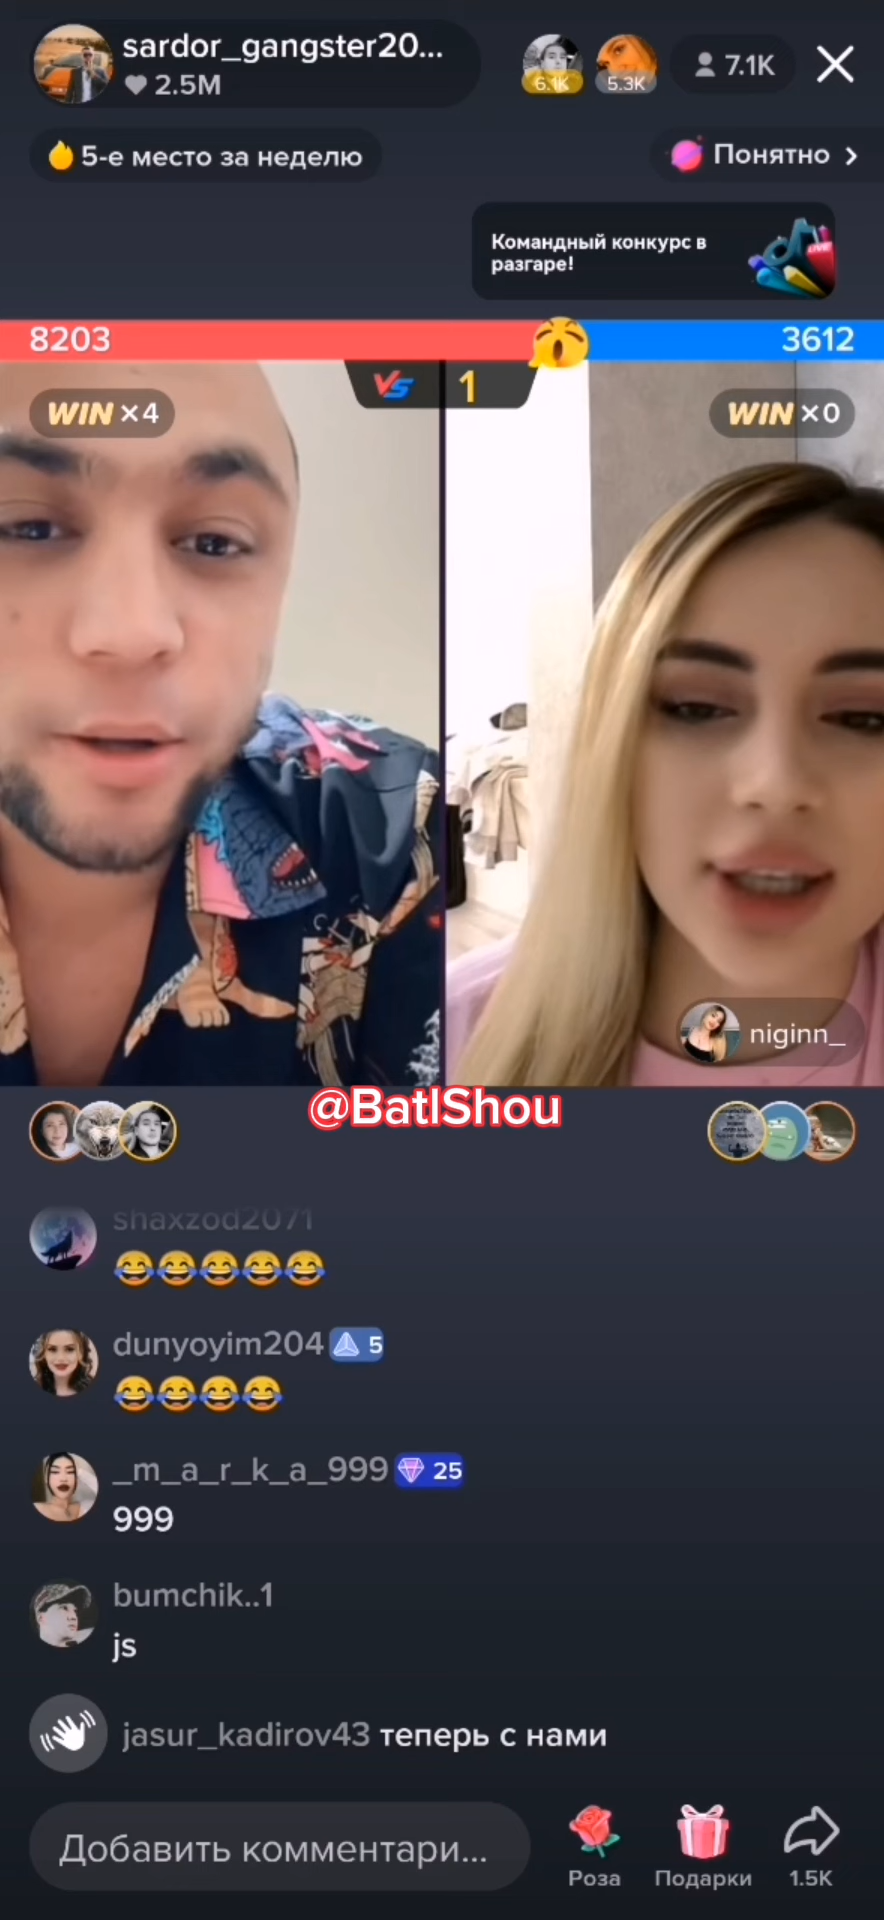 sardor_gangster20...
2.5M
6.1K
5.3K
7.1K
5-е место за неделю
Понятно
Командный конкурс в
разгаре!
LIVE
8203
3612
VS
1
WIN ×4
WIN ×0
niginn_
@BatlShou
shaxzod2071
😂😂😂😂😂
dunyoyim204 5
😂😂😂😂
_m_a_r_k_a_999 25
999
bumchik..1
js
jasur_kadirov43 теперь с нами
Добавить комментари...
Роза
Подарки
1.5K